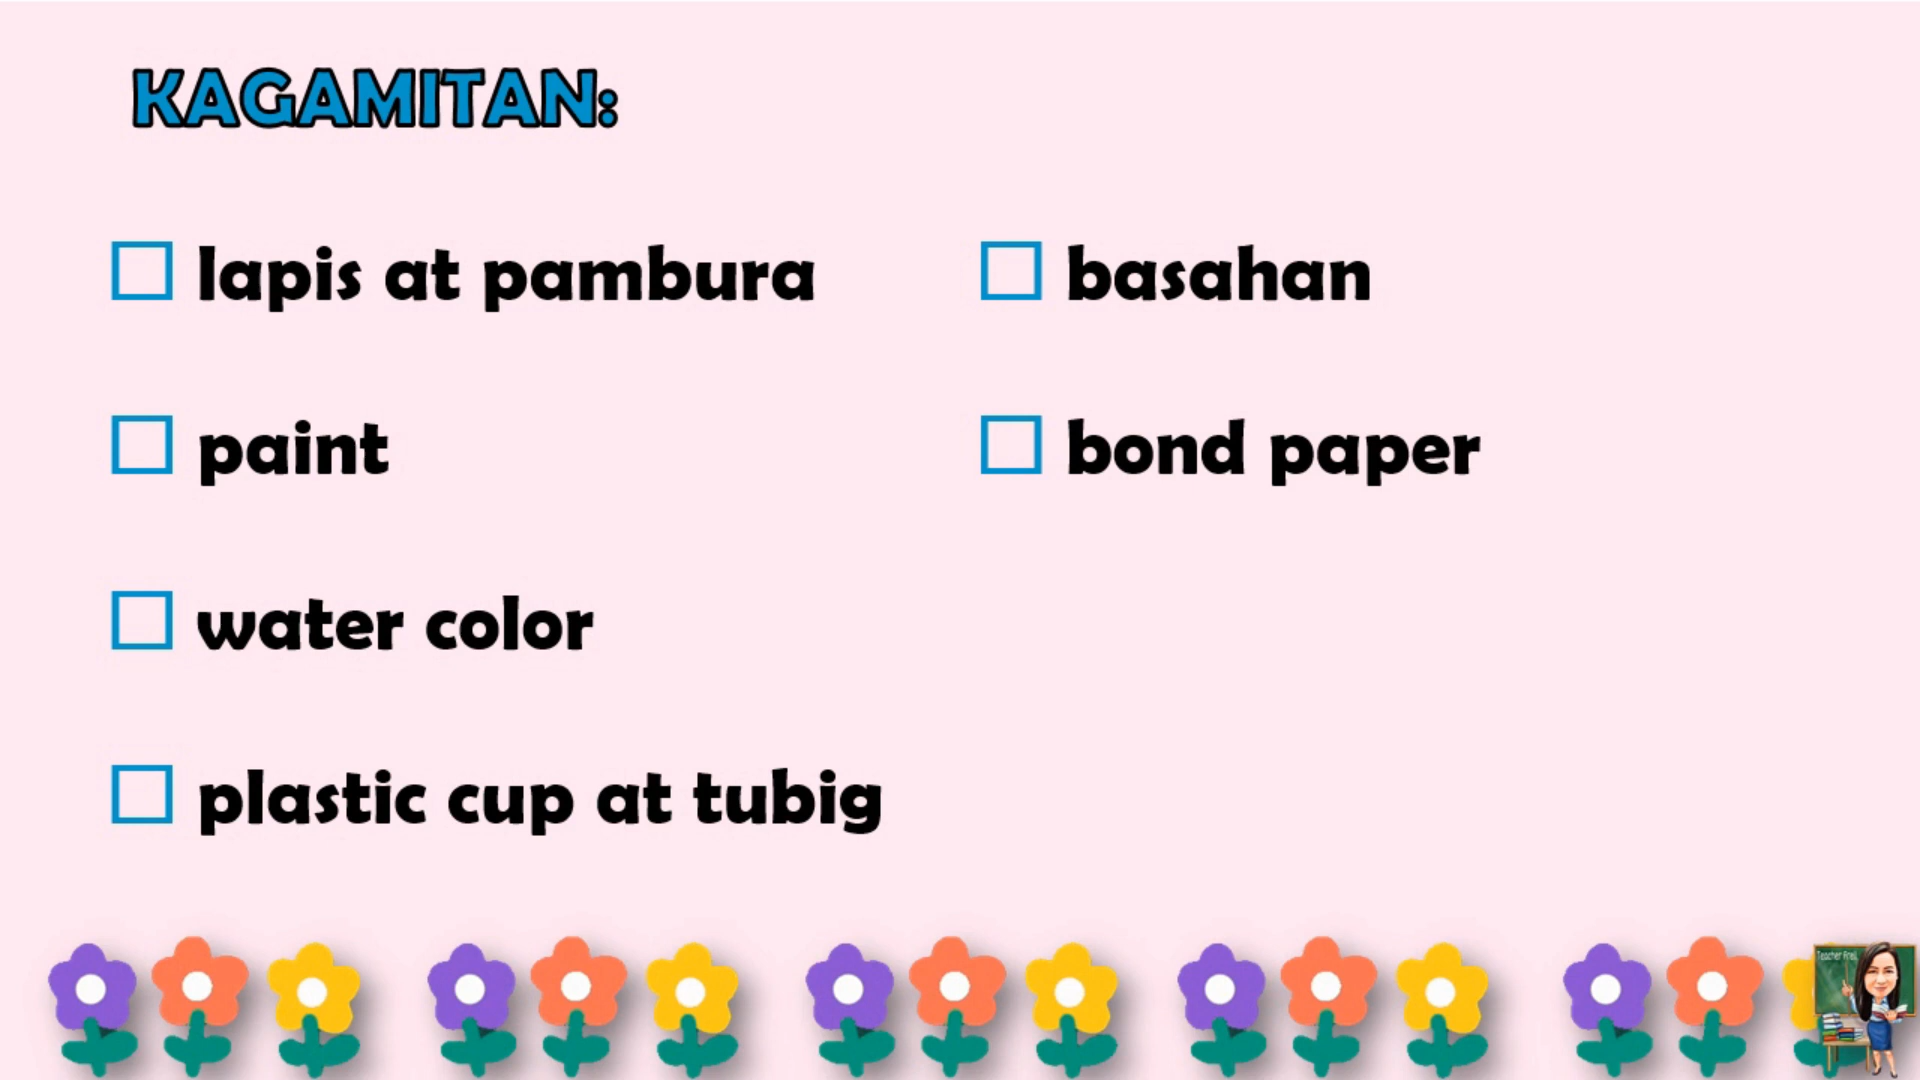 KAGAMITAN:
lapis at pambura
paint
water color
plastic cup at tubig
basahan
bond paper